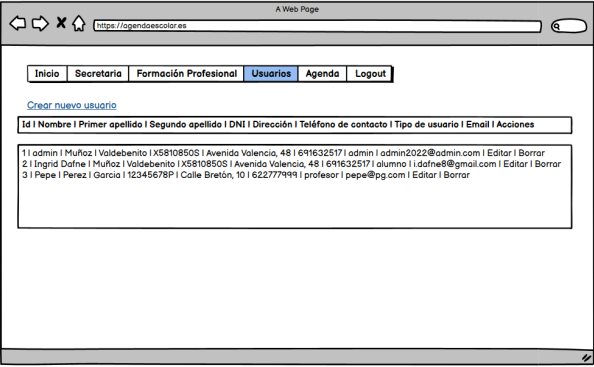 A Web Page
https://agendaescolar.es
Inicio Secretaria Formación Profesional Usuarios Agenda Logout
Crear nuevo usuario
Id | Nombre | Primer apellido | Segundo apellido | DNI | Dirección | Teléfono de contacto | Tipo de usuario | Email | Acciones
1 | admin | Muñoz | Valdebenito | X5810850S | Avenida Valencia, 48 | 691632517 | admin | admin2022@admin.com | Editar | Borrar
2 | Ingrid Dafne | Muñoz | Valdebenito | X5810850S | Avenida Valencia, 48 | 691632517 | alumno | i.dafne8@gmail.com | Editar | Borrar
3 | Pepe | Perez | Garcia | 12345678P | Calle Bretón, 10 | 622777999 | profesor | pepe@pg.com | Editar | Borrar